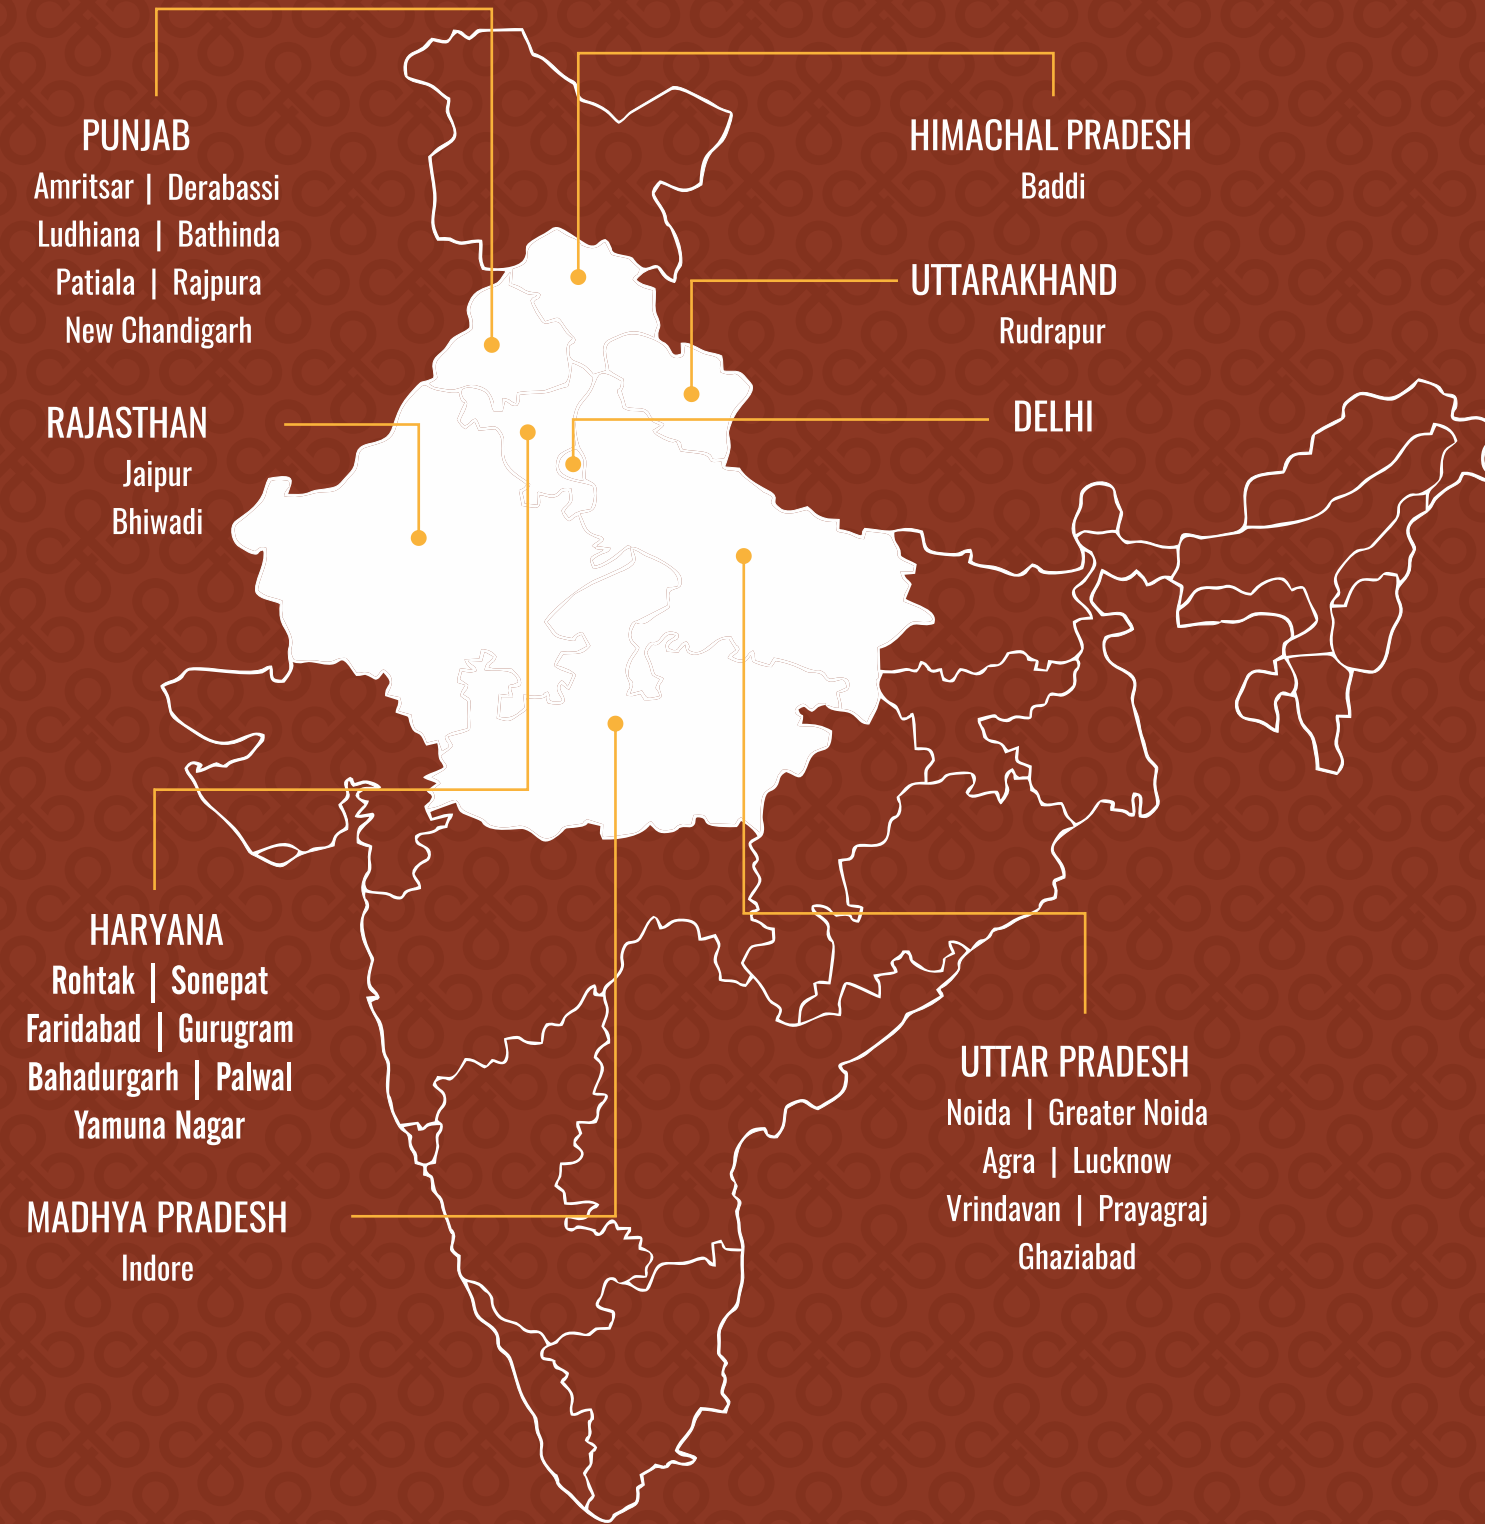 PUNJAB
Amritsar | Derabassi
Ludhiana | Bathinda
Patiala | Rajpura
New Chandigarh
HIMACHAL PRADESH
Baddi
UTTARAKHAND
Rudrapur
DELHI
RAJASTHAN
Jaipur
Bhiwadi
HARYANA
Rohtak | Sonepat
Faridabad | Gurugram
Bahadurgarh | Palwal
Yamuna Nagar
MADHYA PRADESH
Indore
UTTAR PRADESH
Noida | Greater Noida
Agra | Lucknow
Vrindavan | Prayagraj
Ghaziabad